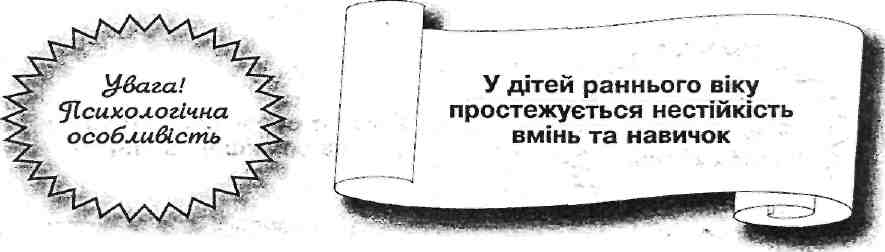 Увага!
Психологічна
особливість
У дітей раннього віку
простежується нестійкість
вмінь та навичок